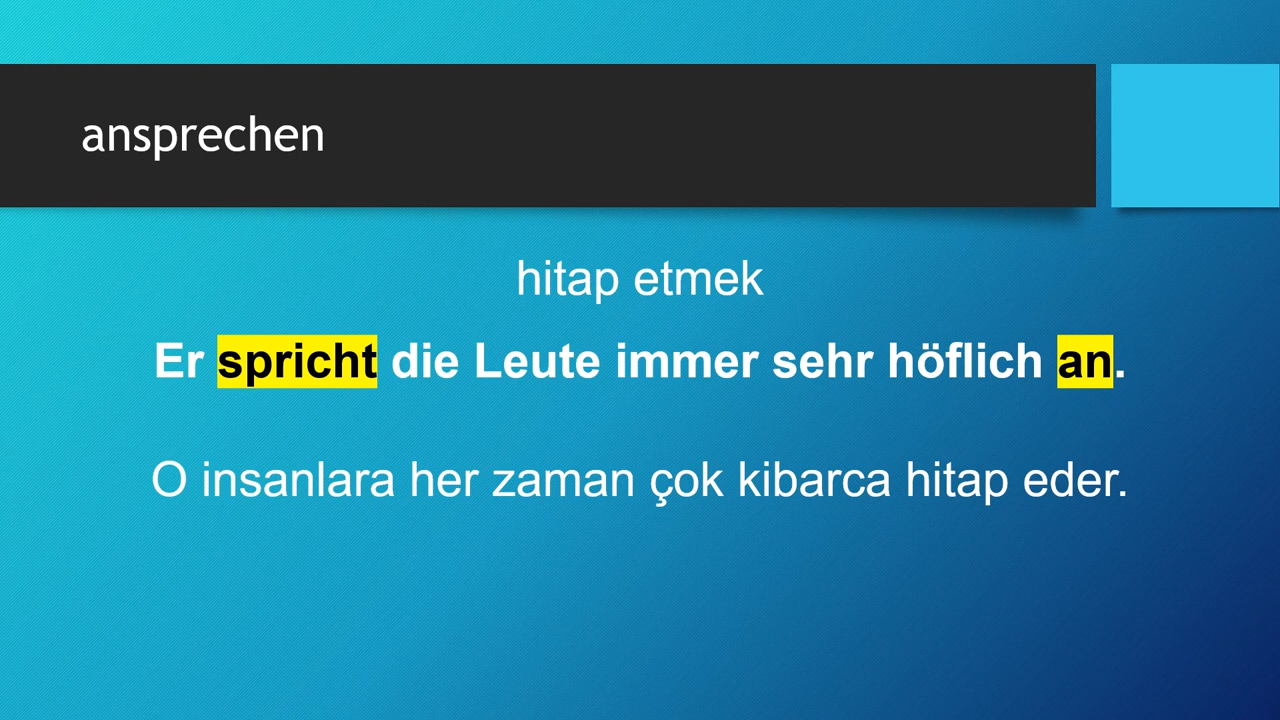 ansprechen
hitap etmek
Er spricht die Leute immer sehr höflich an.
O insanlara her zaman çok kibarca hitap eder.